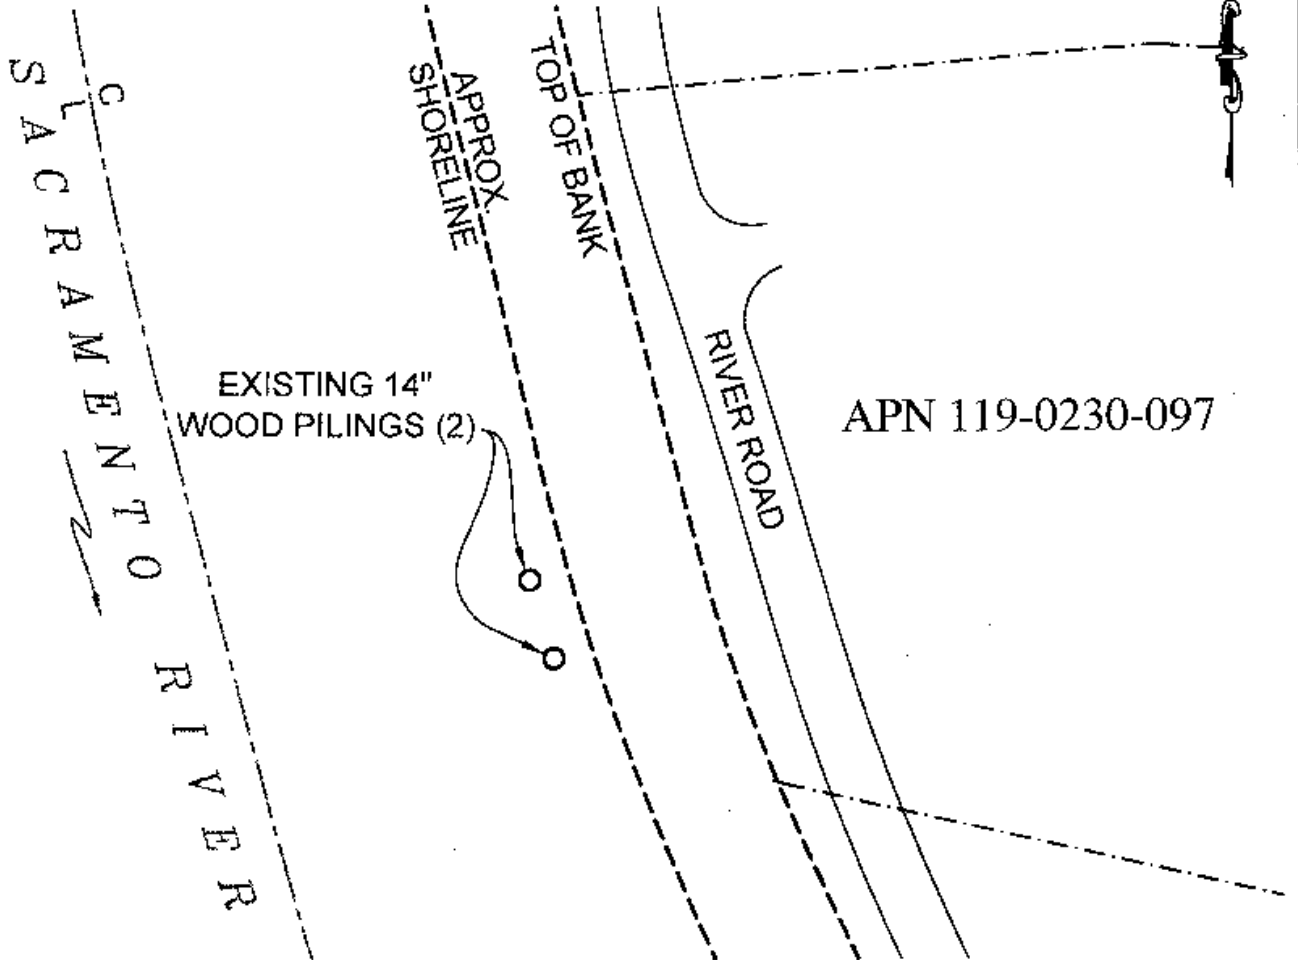 C
L
SACRAMENTO RIVER
APPROX.
SHORELINE
TOP OF BANK
EXISTING 14"
WOOD PILINGS (2)
RIVER ROAD
APN 119-0230-097